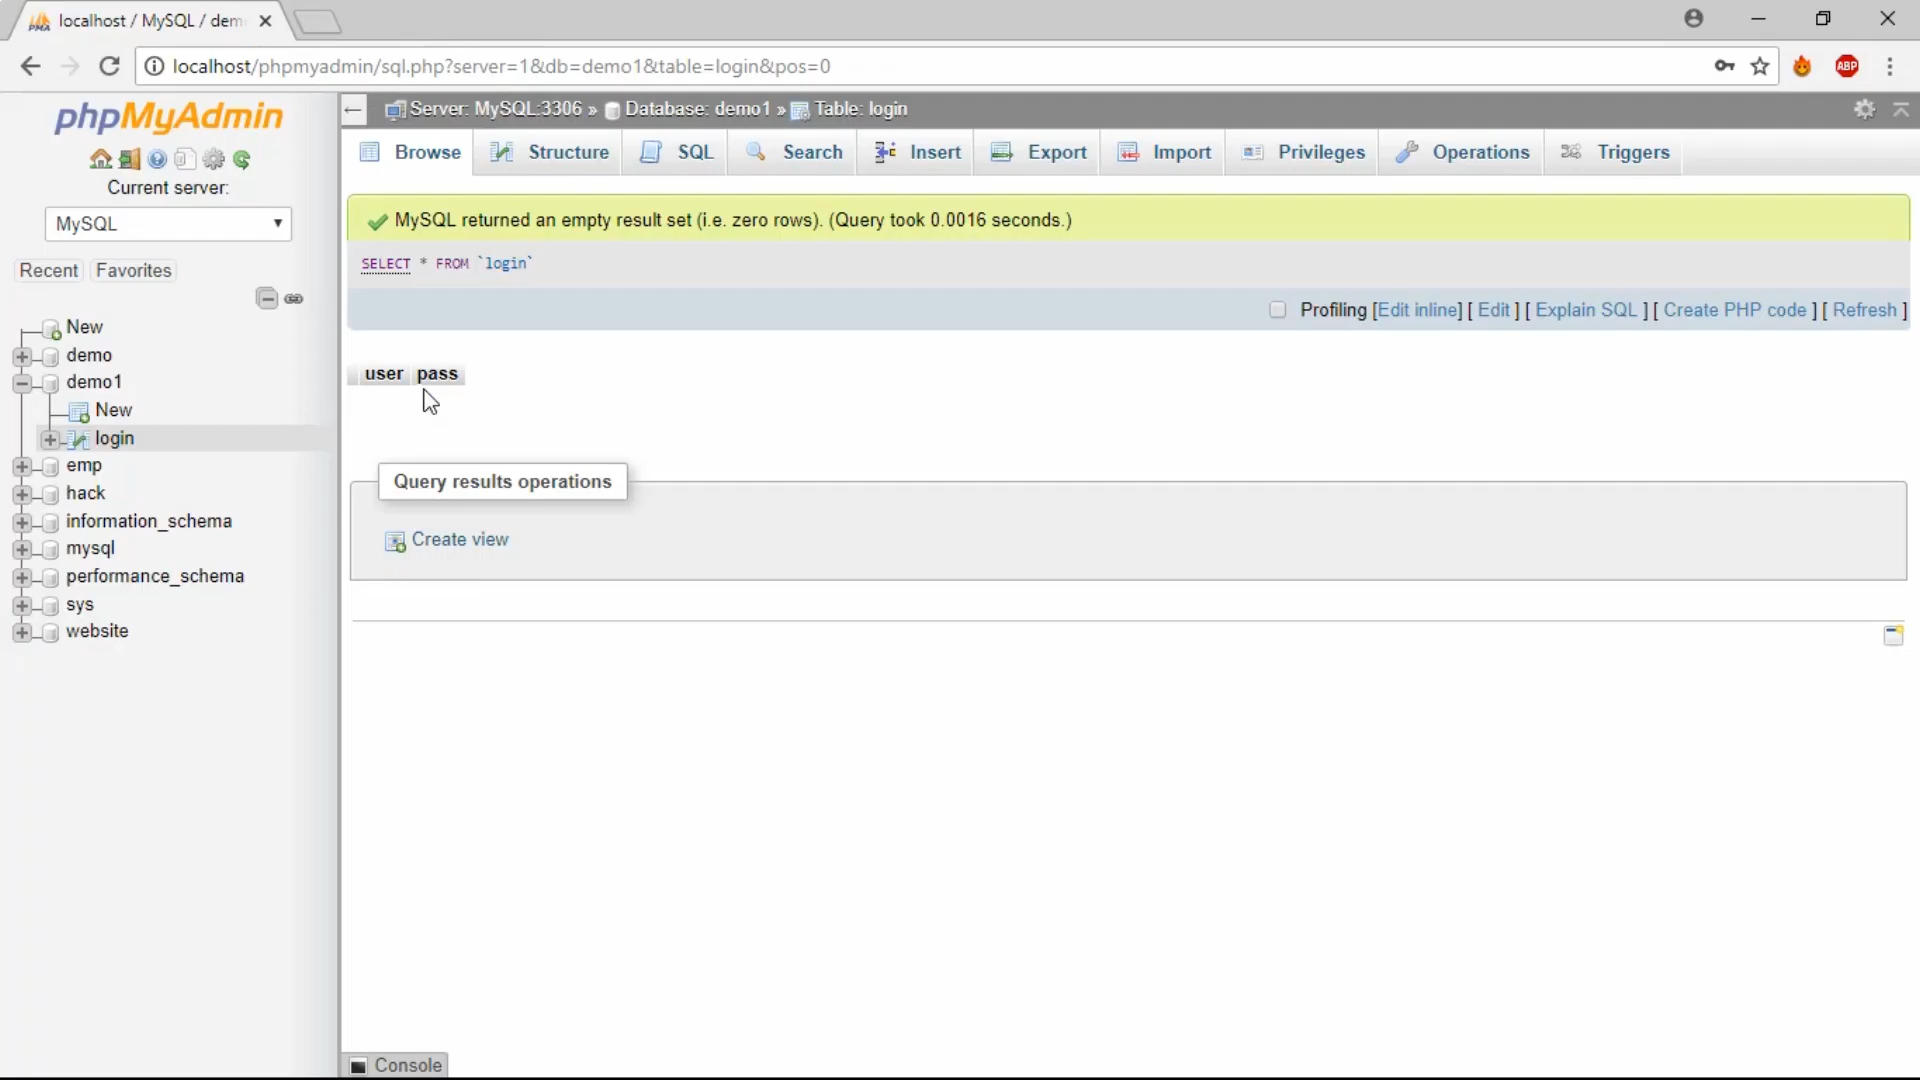 localhost / MySQL / dem
localhost/phpmyadmin/sql.php?server=1&db=demo1&table=login&pos=0
ABP
phpMyAdmin
Current server:
MySQL
Recent Favorites
New
demo
demo1
New
login
emp
hack
information_schema
mysql
performance_schema
sys
website
Server: MySQL:3306 » Database: demo1 » Table: login
Browse Structure SQL Search Insert Export Import Privileges Operations Triggers
MySQL returned an empty result set (i.e. zero rows). (Query took 0.0016 seconds.)
SELECT * FROM `login`
Profiling [Edit inline] [ Edit ] [ Explain SQL ] [ Create PHP code ] [ Refresh ]
user pass
Query results operations
Create view
Console